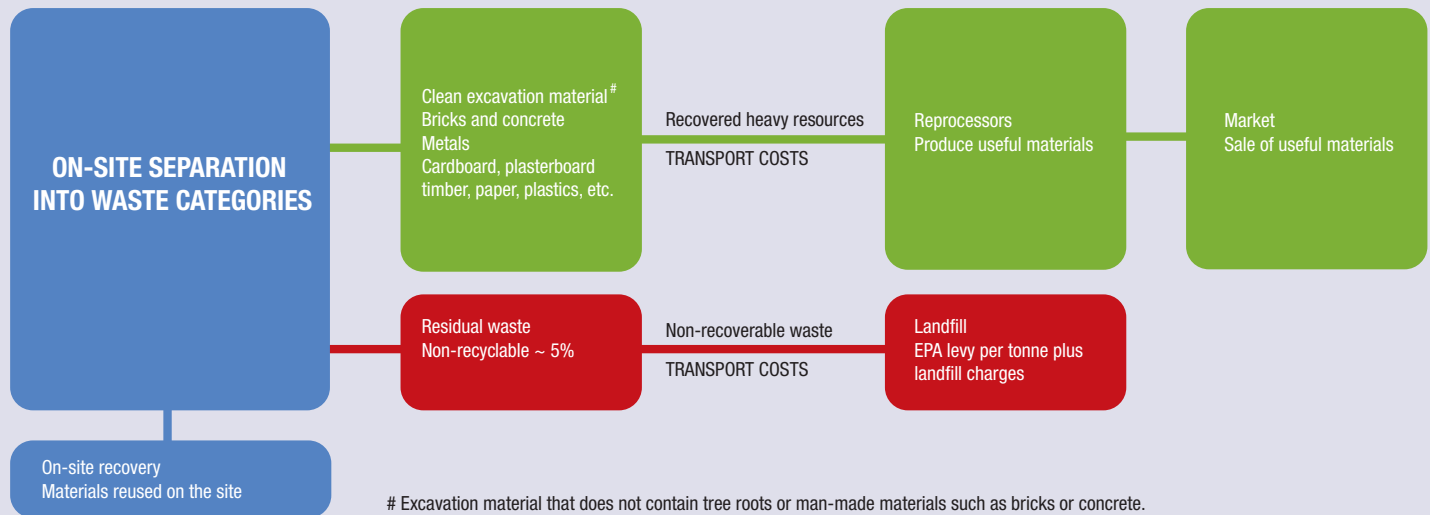 ON-SITE SEPARATION
INTO WASTE CATEGORIES
Clean excavation material#
Bricks and concrete
Metals
Cardboard, plasterboard
timber, paper, plastics, etc.
Recovered heavy resources
TRANSPORT COSTS
Reprocessors
Produce useful materials
Market
Sale of useful materials
Residual waste
Non-recyclable ~ 5%
Non-recoverable waste
TRANSPORT COSTS
Landfill
EPA levy per tonne plus
landfill charges
On-site recovery
Materials reused on the site
# Excavation material that does not contain tree roots or man-made materials such as bricks or concrete.